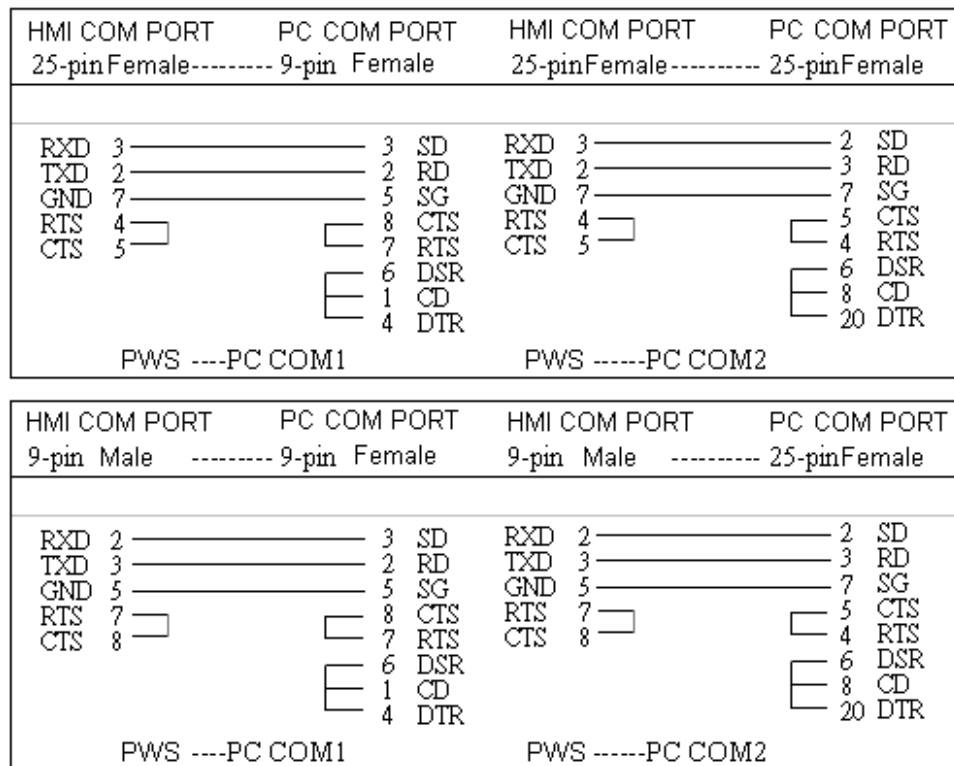 HMI COM PORT PC COM PORT HMI COM PORT PC COM PORT
25-pin Female--------- 9-pin Female 25-pinFemale---------- 25-pinFemale
RXD 3 3 SD RXD 3 2 SD
TXD 2 2 RD TXD 2 3 RD
GND 7 5 SG GND 7 7 SG
RTS 4 8 CTS RTS 4 5 CTS
CTS 5 7 RTS CTS 5 4 RTS
6 DSR 6 DSR
1 CD 8 CD
4 DTR 20 DTR
PWS ----PC COM1 PWS ------PC COM2
HMI COM PORT PC COM PORT HMI COM PORT PC COM PORT
9-pin Male --------- 9-pin Female 9-pin Male ---------- 25-pinFemale
RXD 2 3 SD RXD 2 2 SD
TXD 3 2 RD TXD 3 3 RD
GND 5 5 SG GND 5 7 SG
RTS 7 8 CTS RTS 7 5 CTS
CTS 8 7 RTS CTS 8 4 RTS
6 DSR 6 DSR
1 CD 8 CD
4 DTR 20 DTR
PWS ----PC COM1 PWS ------PC COM2